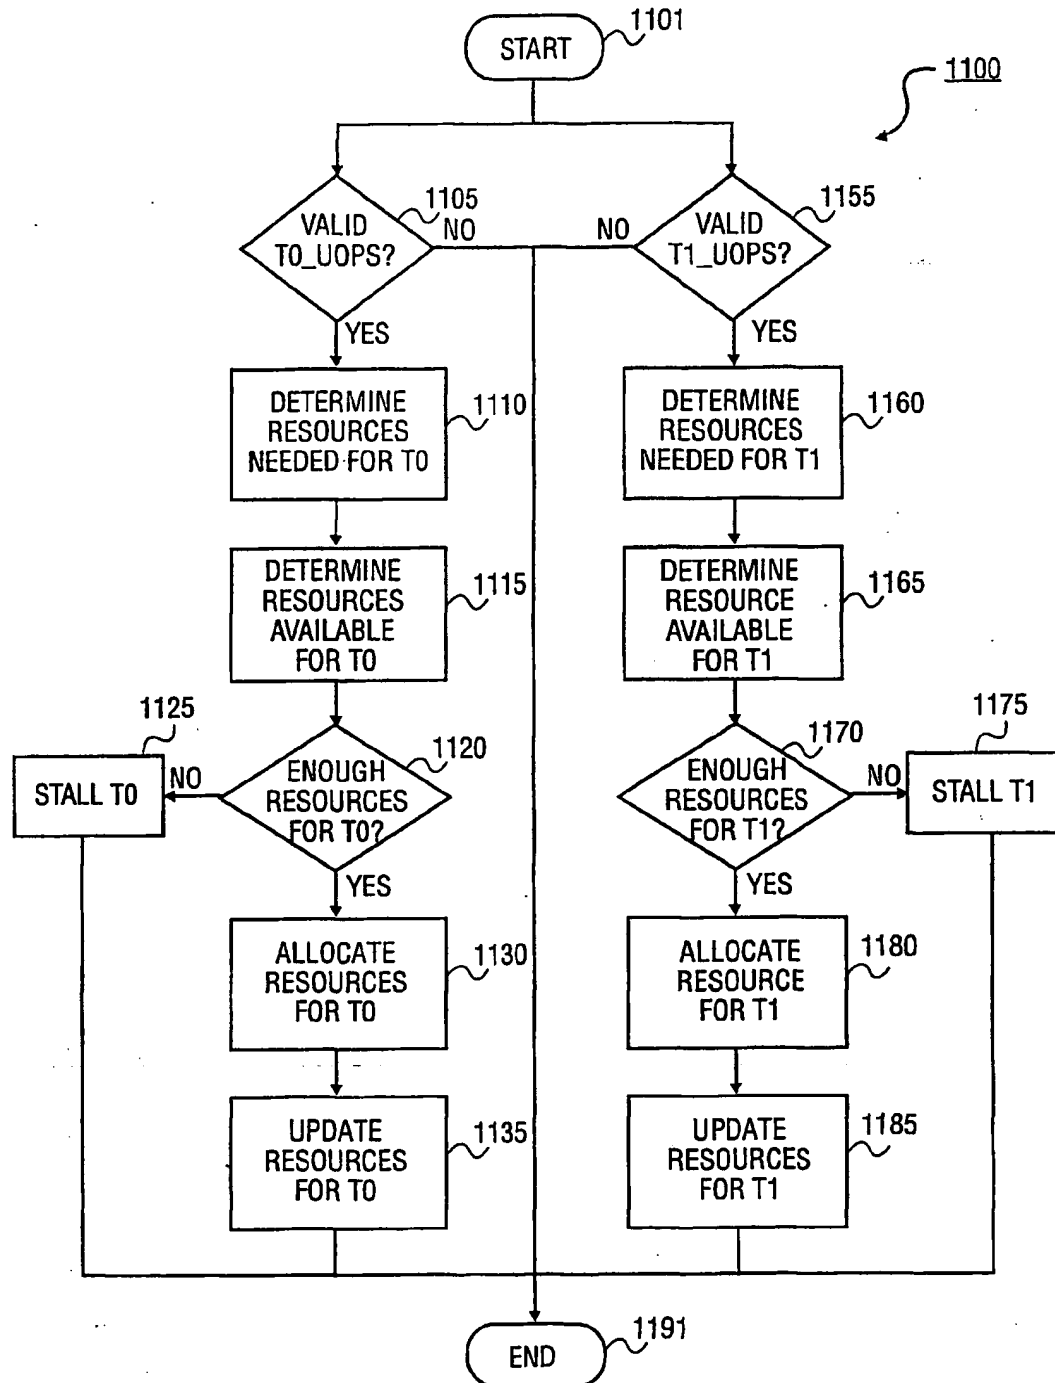 1101
START
1100
1105
VALID
T0_UOPS?
NO
YES
1155
VALID
T1_UOPS?
NO
YES
DETERMINE
RESOURCES
NEEDED FOR T0
1110
DETERMINE
RESOURCES
NEEDED FOR T1
1160
DETERMINE
RESOURCES
AVAILABLE
FOR T0
1115
DETERMINE
RESOURCE
AVAILABLE
FOR T1
1165
1125
STALL T0
NO
1120
ENOUGH
RESOURCES
FOR T0?
YES
1170
ENOUGH
RESOURCES
FOR T1?
YES
NO
1175
STALL T1
ALLOCATE
RESOURCES
FOR T0
1130
ALLOCATE
RESOURCE
FOR T1
1180
UPDATE
RESOURCES
FOR T0
1135
UPDATE
RESOURCES
FOR T1
1185
END
1191